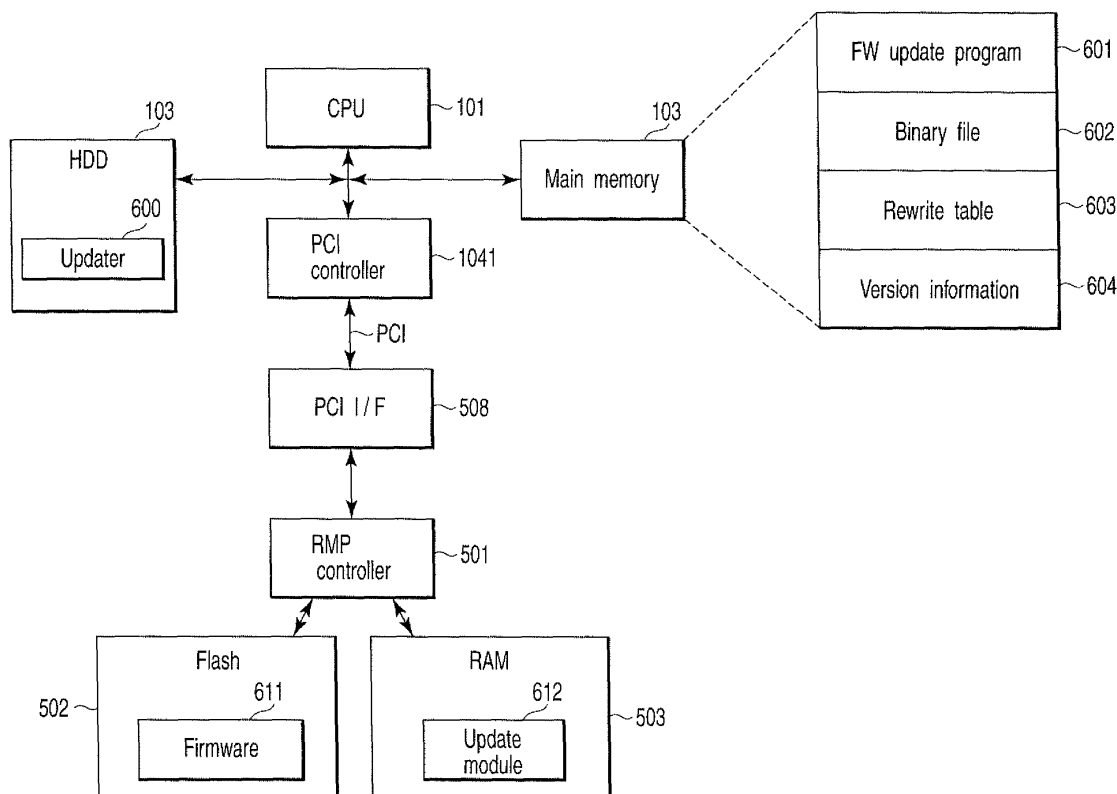 CPU
101
103
HDD
600
Updater
103
Main memory
FW update program
601
Binary file
602
Rewrite table
603
Version information
604
PCI
controller
1041
PCI
PCI I/F
508
RMP
controller
501
Flash
502
611
Firmware
RAM
503
612
Update
module